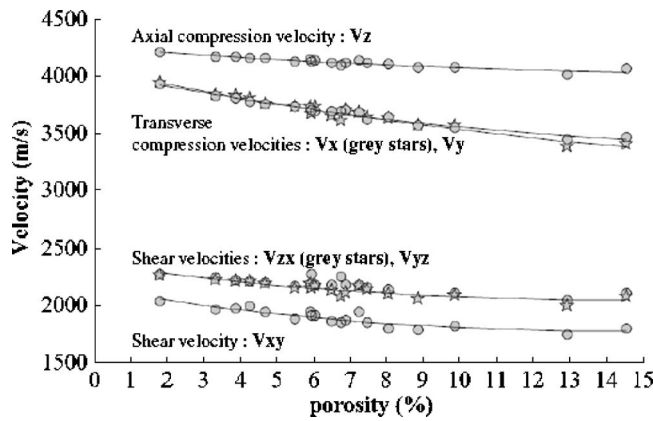 4500
Axial compression velocity : Vz
4000
3500
Transverse
compression velocities : Vx (grey stars), Vy
Velocity (m/s)
3000
2500
Shear velocities : Vzx (grey stars), Vyz
2000
Shear velocity : Vxy
1500
0 1 2 3 4 5 6 7 8 9 10 11 12 13 14 15
porosity (%)